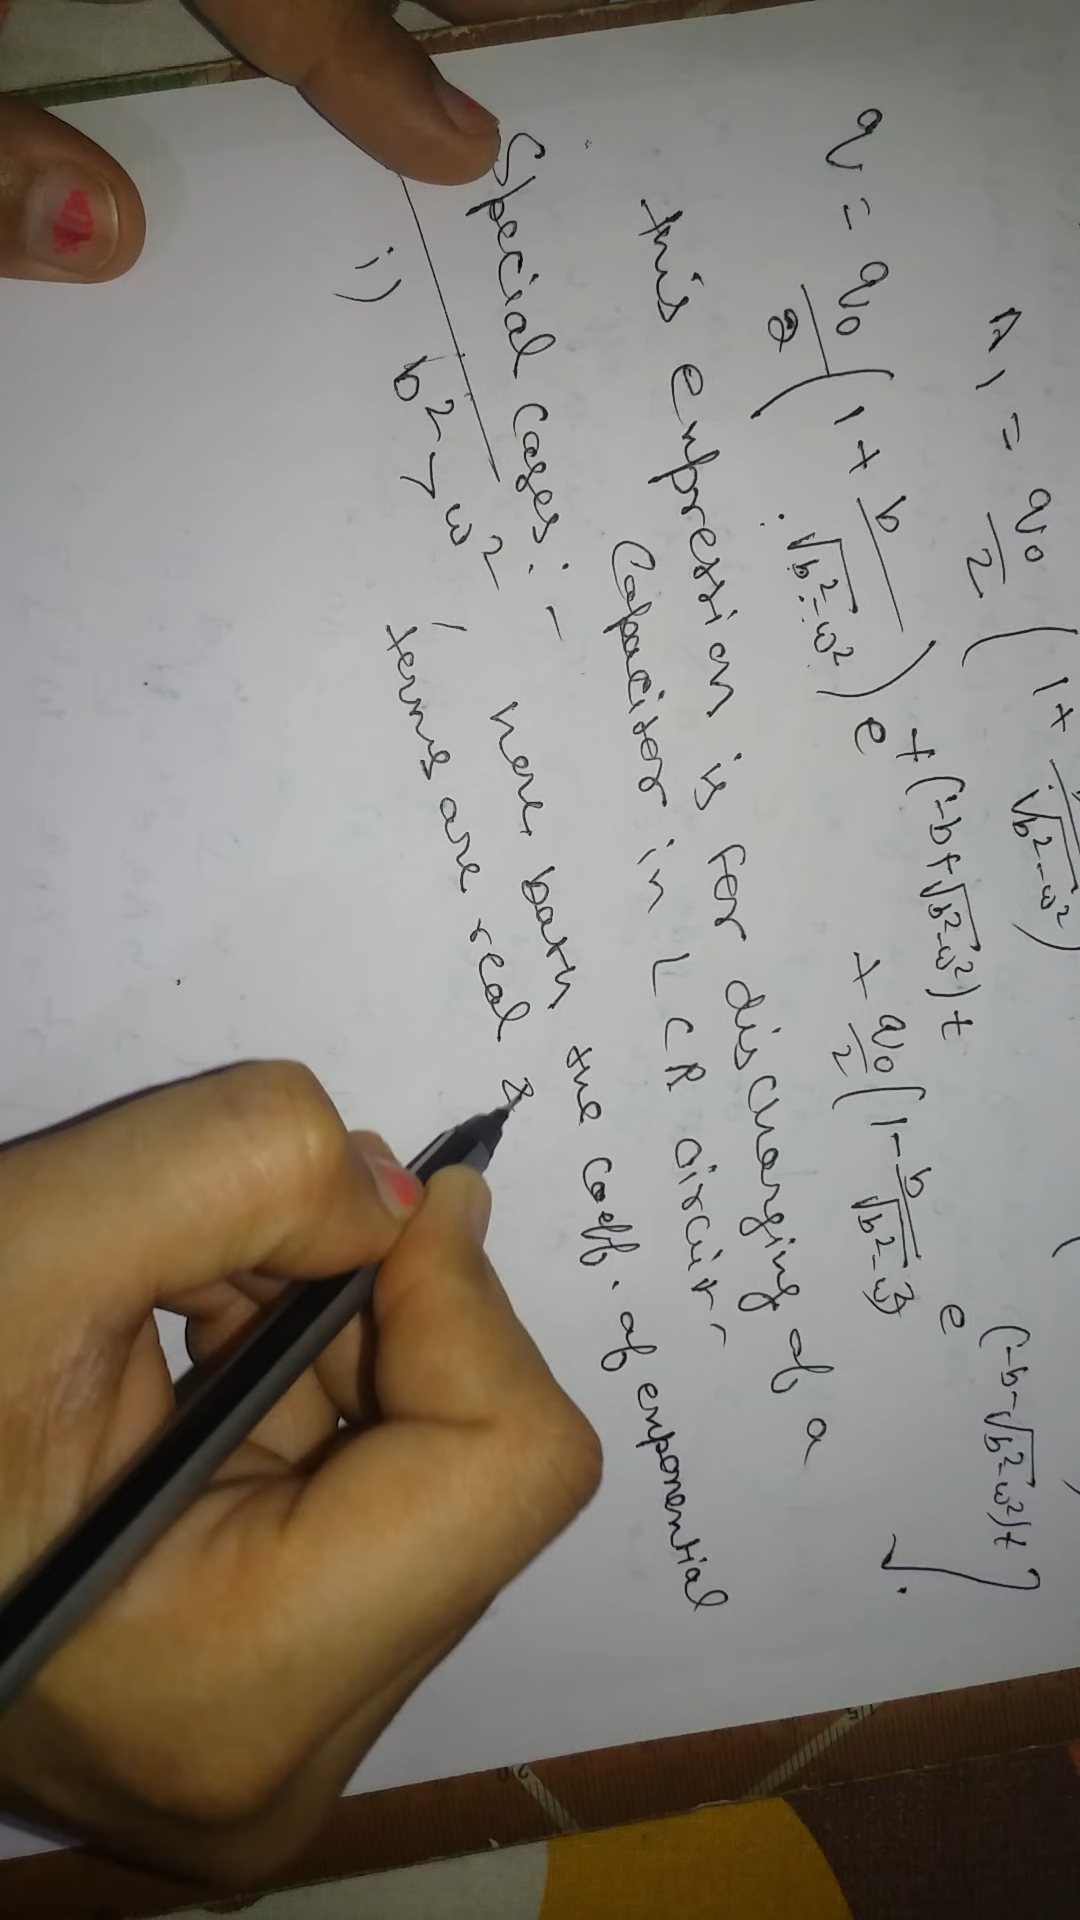 A₁ = q₀/2 (1 + b/√b²-ω²)
q = q₀/2 (1 + b/√b²-ω²) e^+(-b+√b²-ω²)t + q₀/2 (1 - b/√b²-ω²) e^(-b-√b²-ω²)t
this expression is for discharging of a
Capacitor in LCR circuit.
Special cases:-
i) b² > ω² , here both the coeff. of exponential
terms are real &